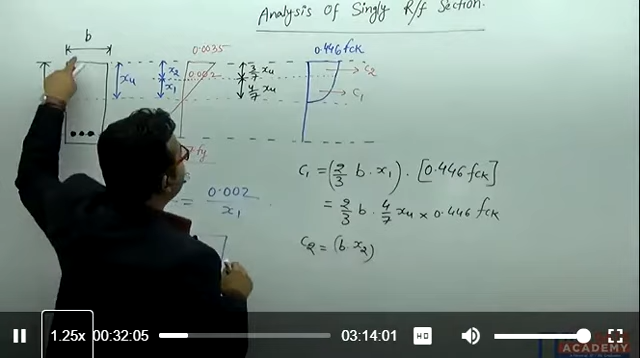 Analysis Of Singly R/f Section.
b
0.0035
0.446 fck
xu
x2
x1
0.002
3/7 xu
4/7 xu
C2
C1
fy
C1 = (2/3 b · x1) · [0.446 fck]
= 0.002 / x1
= 2/3 b · 4/7 xu × 0.446 fck
C2 = (b · x2)
1.25x 00:32:05 03:14:01 HD
ACADEMY